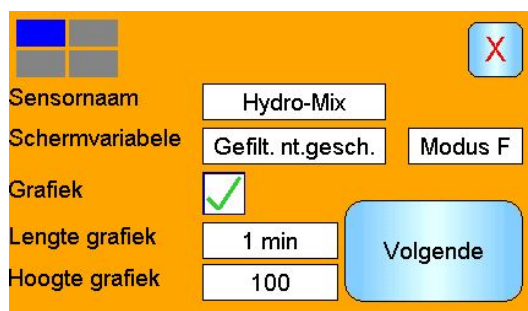 X
Sensornaam Hydro-Mix
Schermvariabele Gefilt. nt.gesch. Modus F
Grafiek
Lengte grafiek 1 min
Volgende
Hoogte grafiek 100